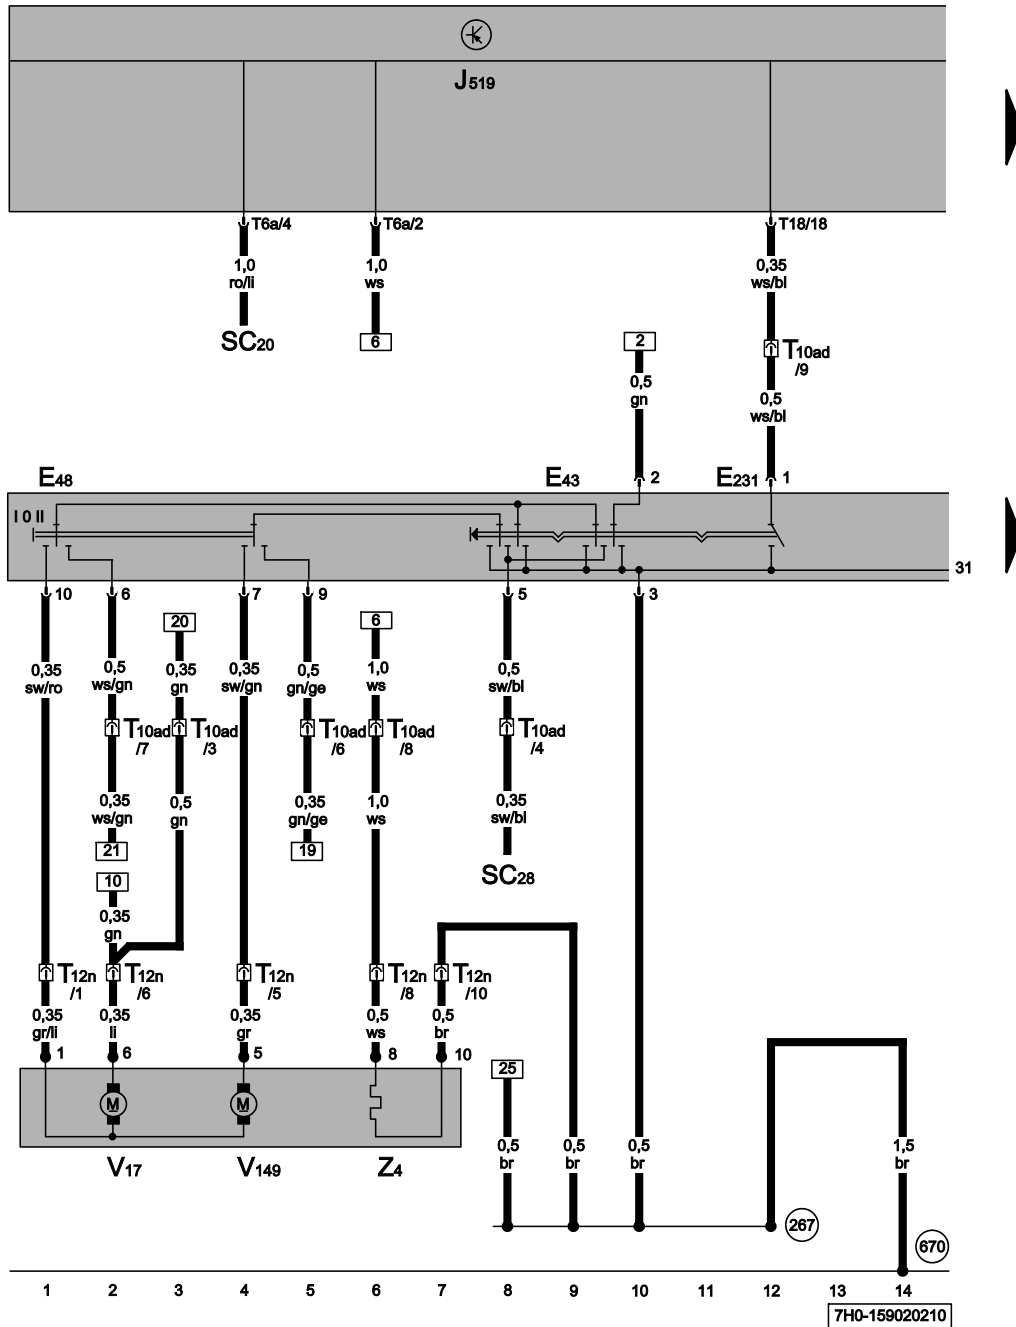 J519
T6a/4
T6a/2
T18/18
1,0
ro/li
1,0
ws
0,35
ws/bl
SC20
6
2
T10ad
/9
0,5
gn
0,5
ws/bl
E48
E43
2
E231
1
I 0 II
31
10
6
7
9
5
3
20
6
0,35
sw/ro
0,5
ws/gn
0,35
gn
0,35
sw/gn
0,5
gn/ge
1,0
ws
0,5
sw/bl
T10ad
/7
T10ad
/3
T10ad
/6
T10ad
/8
T10ad
/4
0,35
ws/gn
0,5
gn
0,35
gn/ge
1,0
ws
0,35
sw/bl
21
19
SC28
10
0,35
gn
T12n
/1
T12n
/6
T12n
/5
T12n
/8
T12n
/10
0,35
gr/li
0,35
li
0,35
gr
0,5
ws
0,5
br
1
6
5
8
10
25
M
M
0,5
br
0,5
br
0,5
br
1,5
br
V17
V149
Z4
267
670
1
2
3
4
5
6
7
8
9
10
11
12
13
14
7H0-159020210